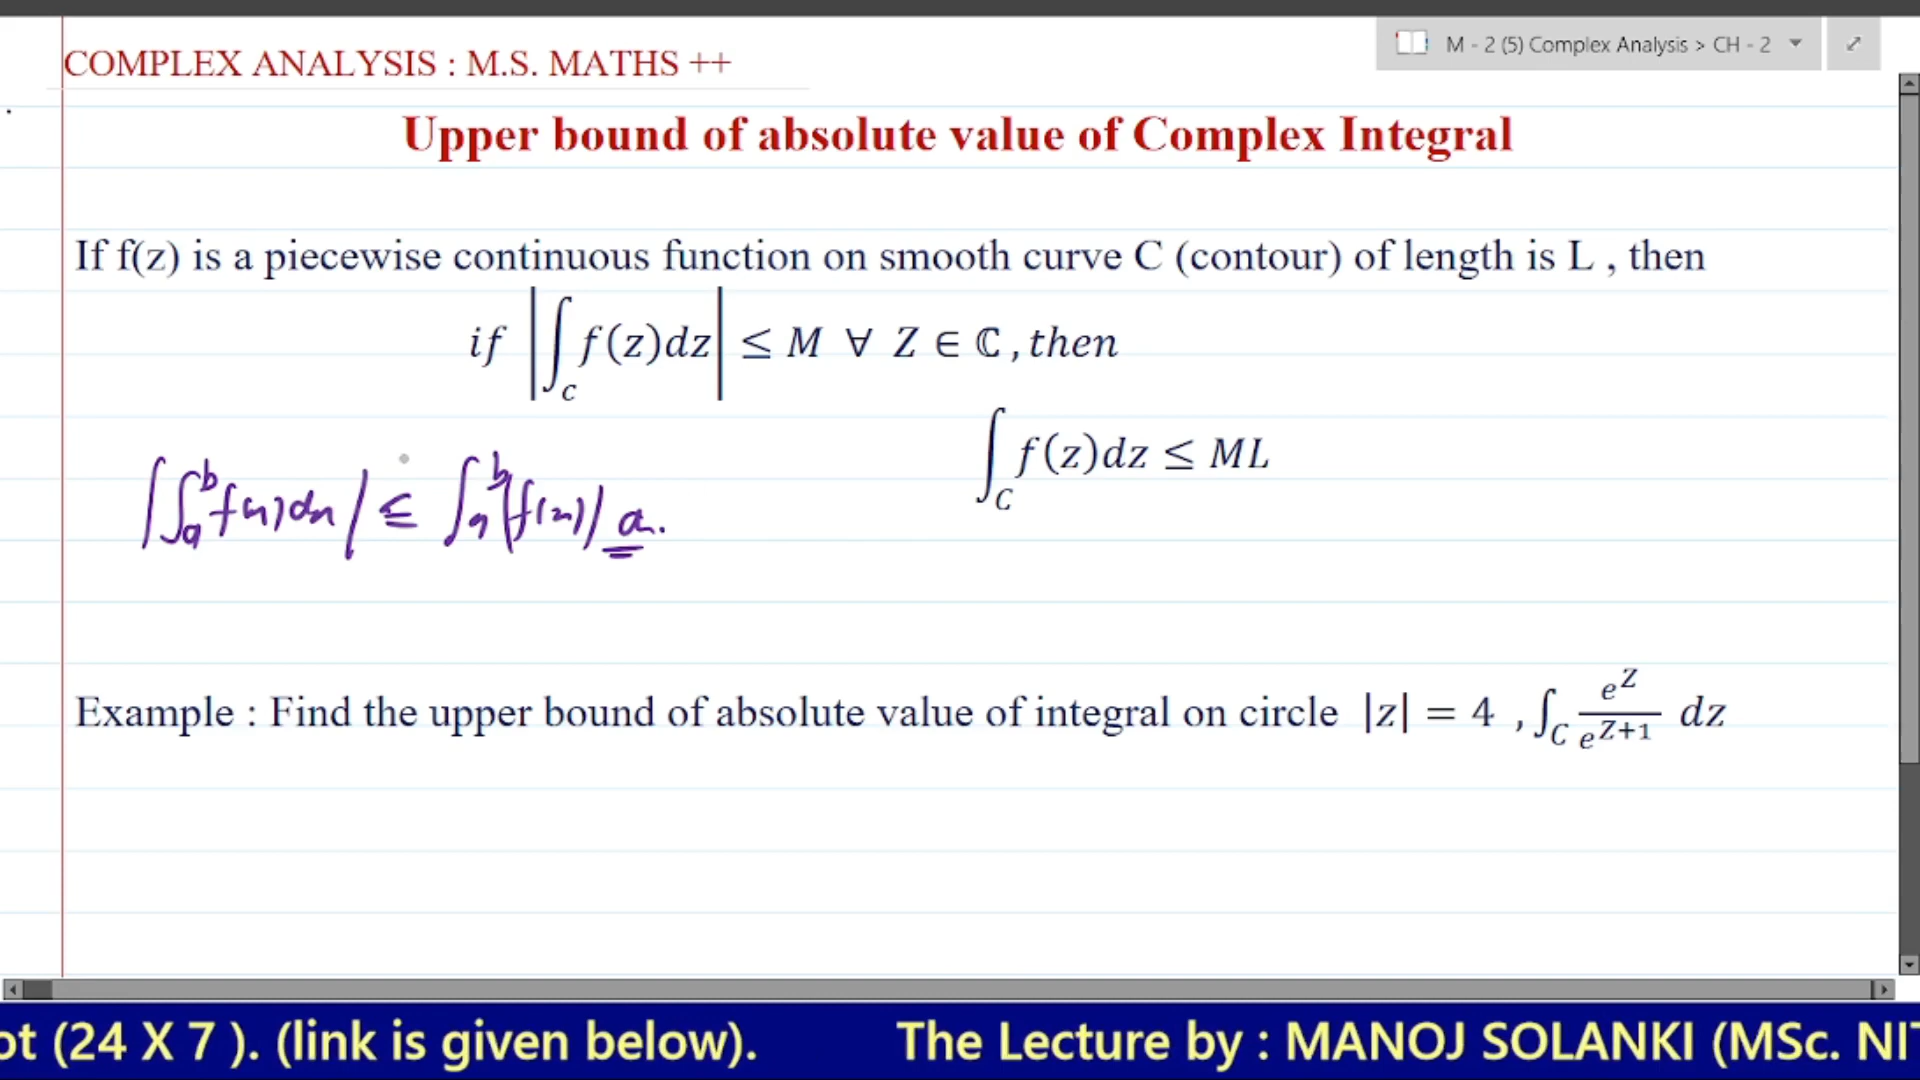 COMPLEX ANALYSIS : M.S. MATHS ++
M - 2 (5) Complex Analysis > CH - 2
Upper bound of absolute value of Complex Integral
If f(z) is a piecewise continuous function on smooth curve C (contour) of length is L , then
if |∫_c f(z)dz| ≤ M ∀ Z ∈ ℂ , then
∫_C f(z)dz ≤ ML
|∫_a^b f(x)dx| ≤ ∫_a^b |f(x)|
Example : Find the upper bound of absolute value of integral on circle |z| = 4 , ∫_C e^Z/e^{Z+1} dz
ot (24 X 7 ). (link is given below). The Lecture by : MANOJ SOLANKI (MSc. NIT